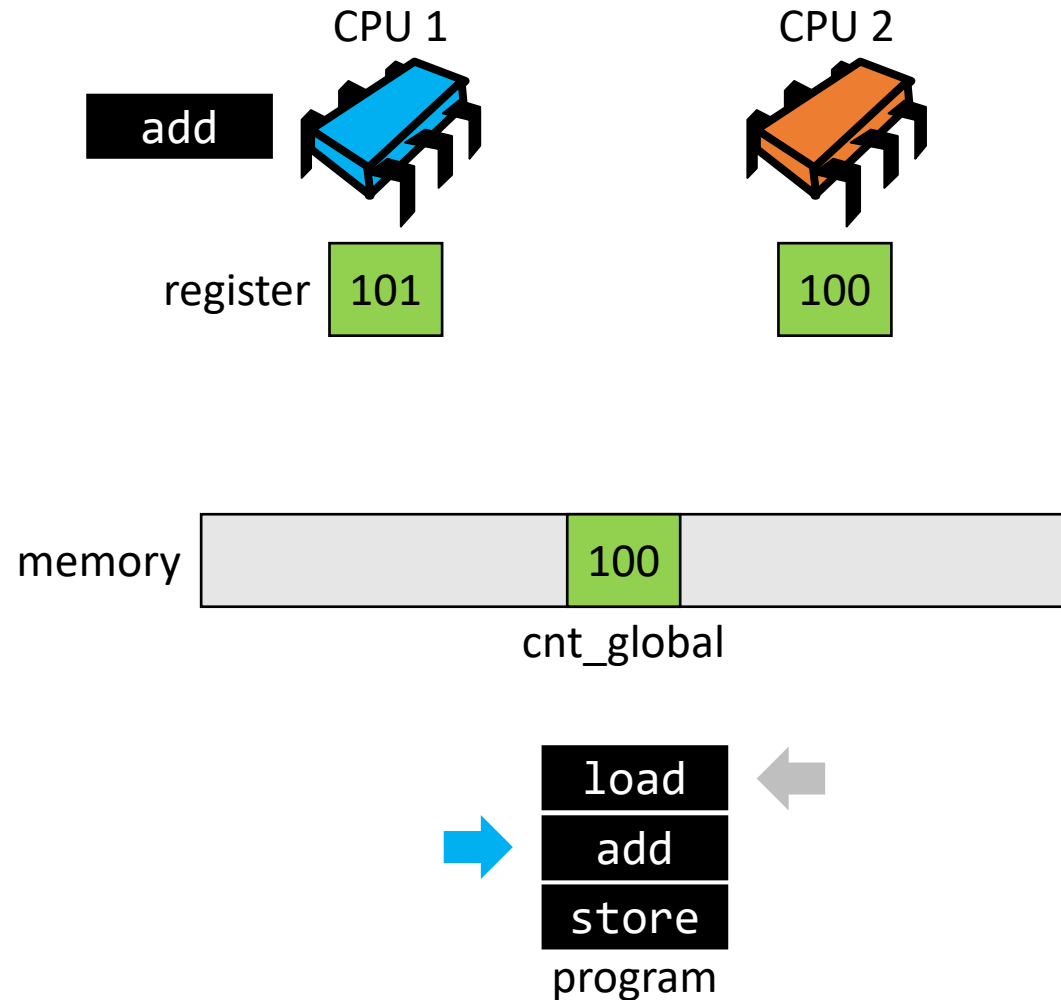 CPU 1
CPU 2
add
register
101
100
memory
100
cnt_global
load
add
store
program